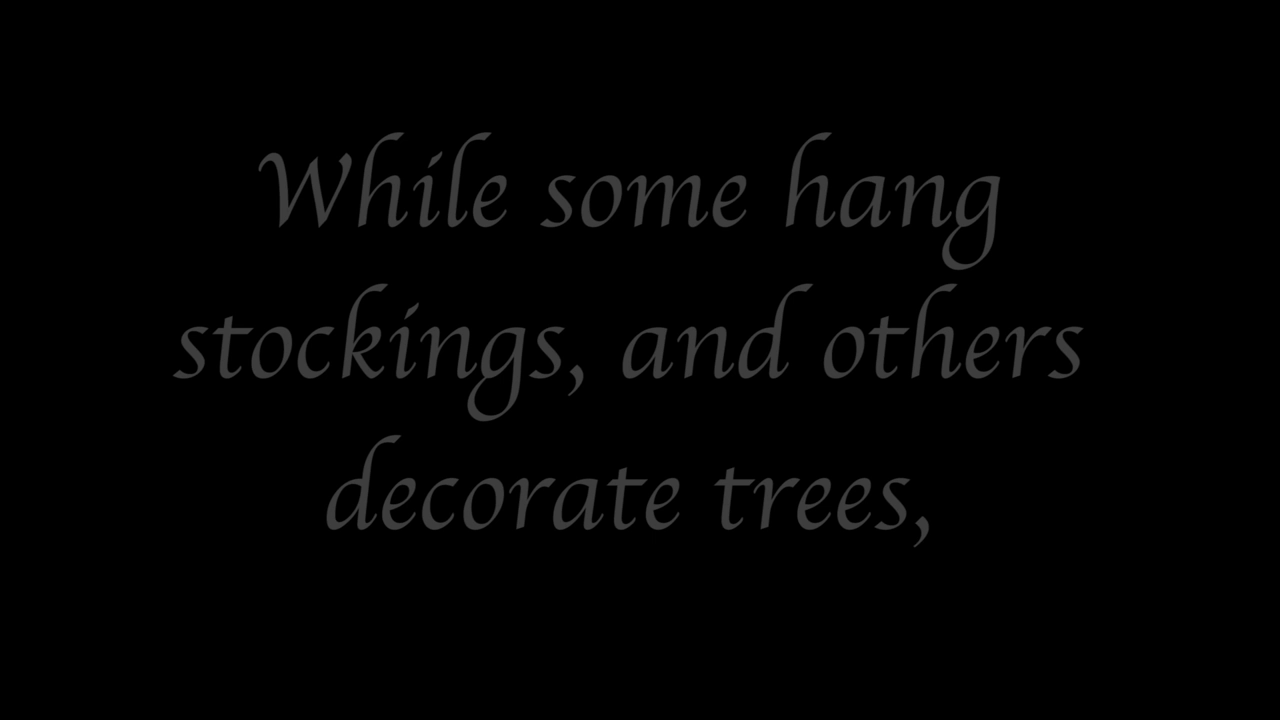 While some hang
stockings, and others
decorate trees,